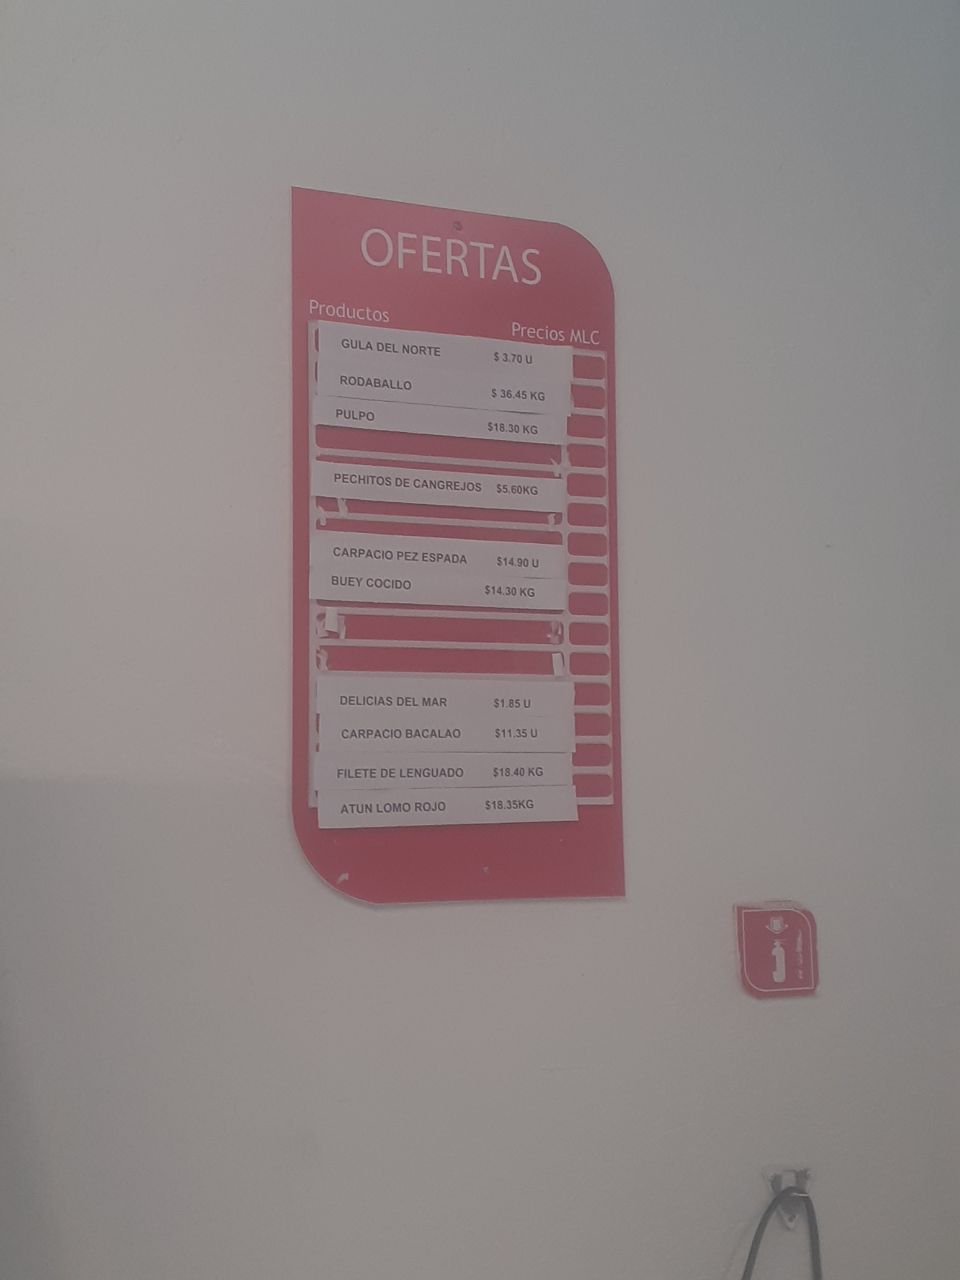 OFERTAS
Productos Precios MLC
GULA DEL NORTE $ 3.70 U
RODABALLO $ 36.45 KG
PULPO $18.30 KG
PECHITOS DE CANGREJOS $5.60KG
CARPACIO PEZ ESPADA $14.90 U
BUEY COCIDO $14.30 KG
DELICIAS DEL MAR $1.85 U
CARPACIO BACALAO $11.35 U
FILETE DE LENGUADO $18.40 KG
ATUN LOMO ROJO $18.35KG